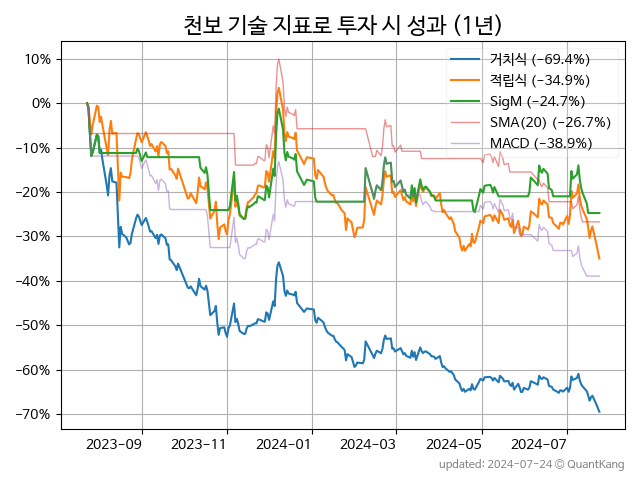 천보 기술 지표로 투자 시 성과 (1년)
10%
0%
−10%
−20%
−30%
−40%
−50%
−60%
−70%
거치식 (−69.4%)
적립식 (−34.9%)
SigM (−24.7%)
SMA(20) (−26.7%)
MACD (−38.9%)
2023-09
2023-11
2024-01
2024-03
2024-05
2024-07
updated: 2024-07-24 © QuantKang